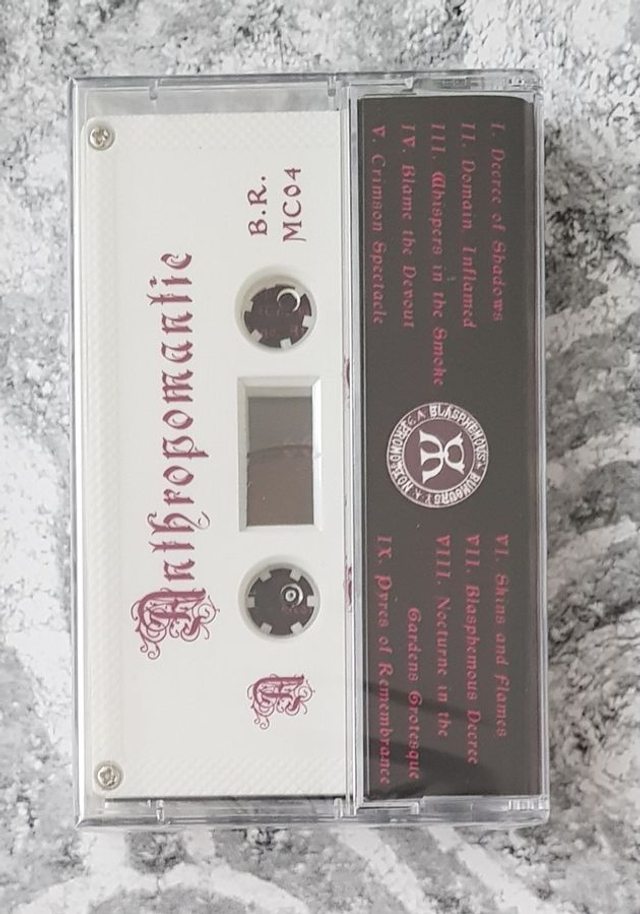 Anthropomantic
B.R.
MC04
A
I. Decree of Shadows
II. Domain Inflamed
III. Whispers in the Smoke
IV. Blame the Devout
V. Crimson Spectacle
BLASPHEMOUS RUMOURS
VI. Skins and Flames
VII. Blasphemous Decree
VIII. Nocturne in the
Gardens Grotesque
IX. Pyres of Remembrance